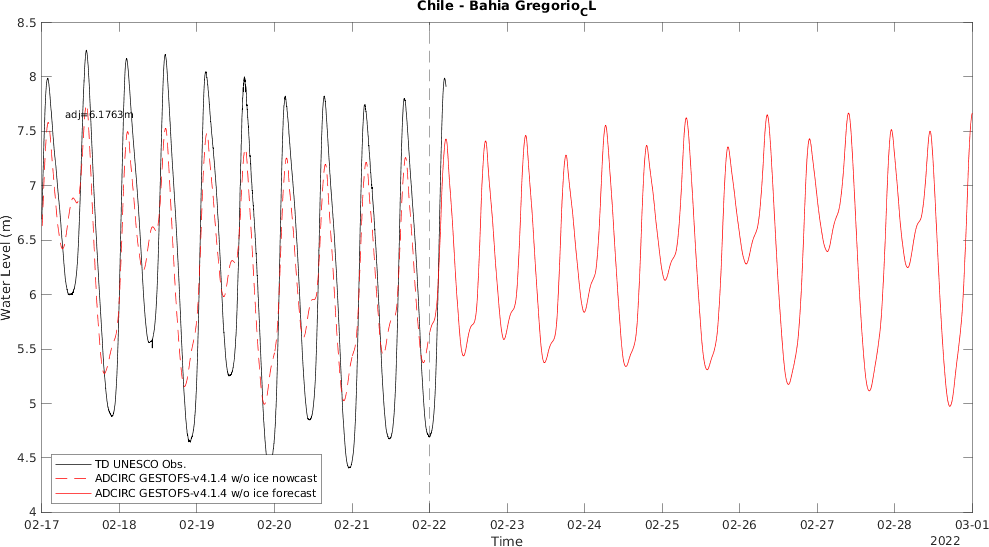 Chile - Bahia Gregorio_CL
8.5
8
7.5
7
6.5
6
5.5
5
4.5
4
Water Level (m)
adj=6.1763m
TD UNESCO Obs.
ADCIRC GESTOFS-v4.1.4 w/o ice nowcast
ADCIRC GESTOFS-v4.1.4 w/o ice forecast
02-17 02-18 02-19 02-20 02-21 02-22 02-23 02-24 02-25 02-26 02-27 02-28 03-01
Time
2022